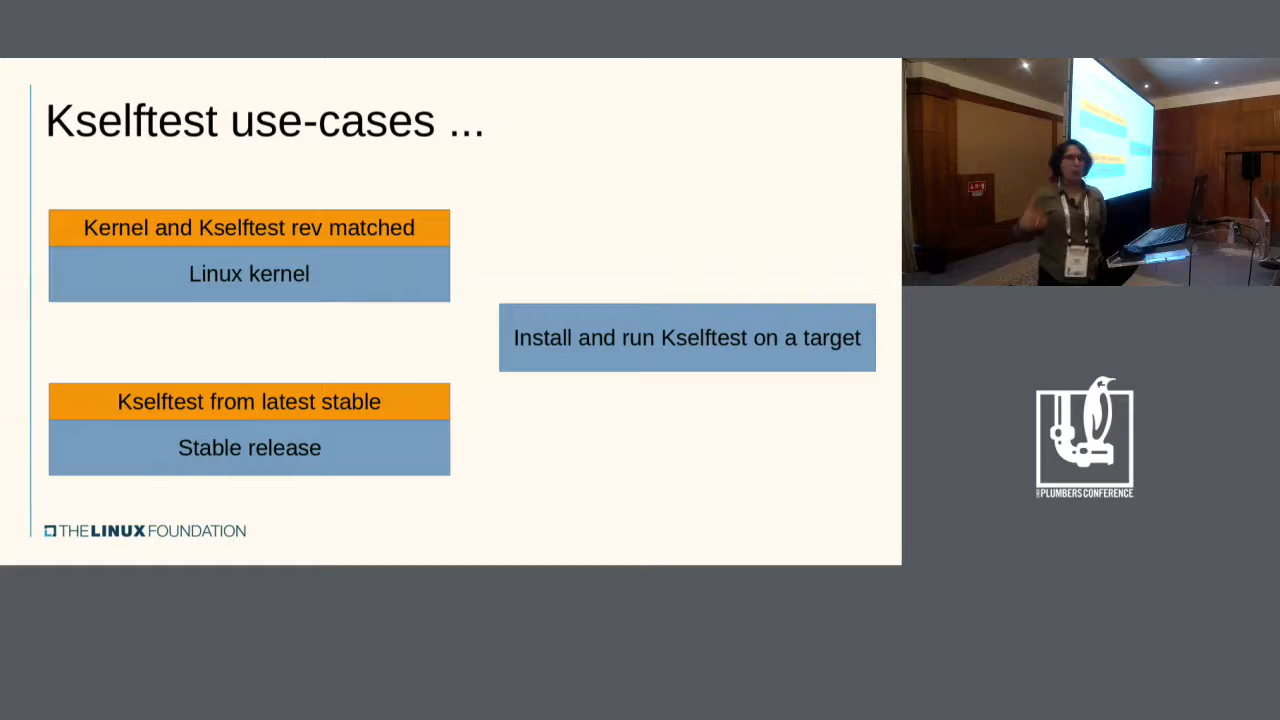 Kselftest use-cases ...
Kernel and Kselftest rev matched
Linux kernel
Install and run Kselftest on a target
Kselftest from latest stable
Stable release
THE LINUX FOUNDATION
PLUMBERS CONFERENCE